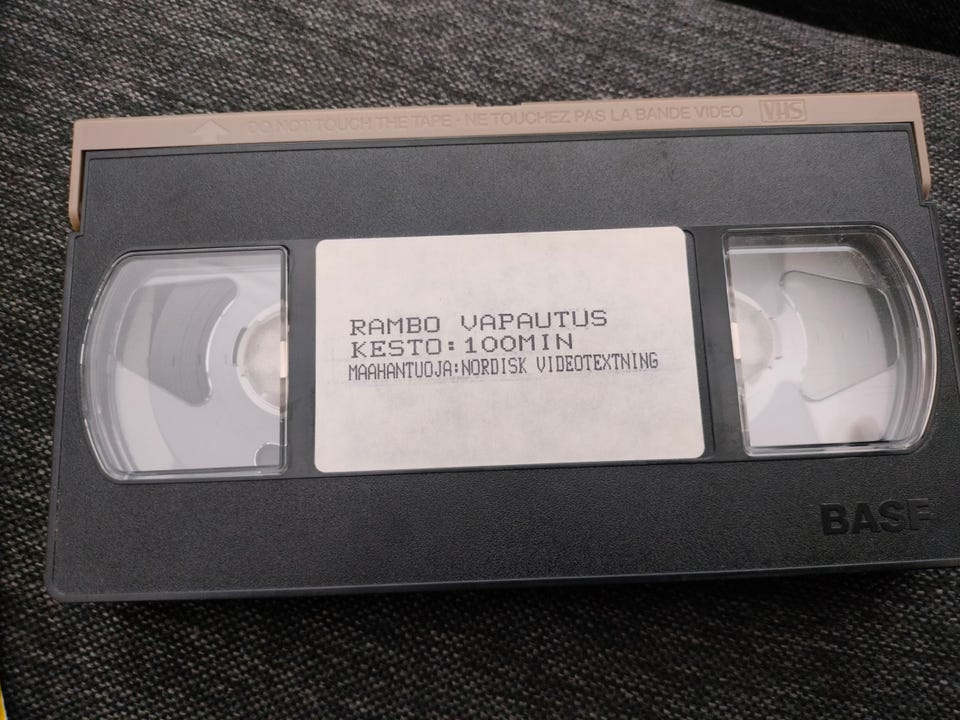 DO NOT TOUCH THE TAPE - NE TOUCHEZ PAS LA BANDE VIDEO VHS
RAMBO VAPAUTUS
KESTO:100MIN
MAAHANTUOJA:NORDISK VIDEOTEXTNING
BASF